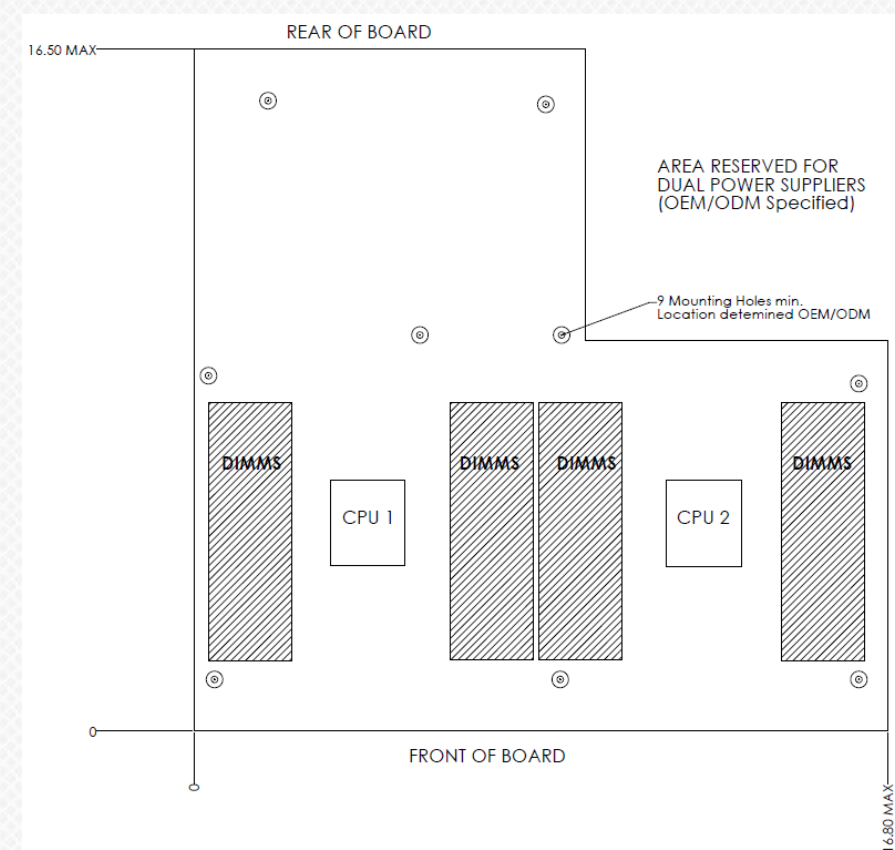 REAR OF BOARD
16.50 MAX
AREA RESERVED FOR
DUAL POWER SUPPLIERS
(OEM/ODM Specified)
9 Mounting Holes min.
Location detemined OEM/ODM
DIMMS
DIMMS
DIMMS
DIMMS
CPU 1
CPU 2
0
FRONT OF BOARD
0
16.80 MAX